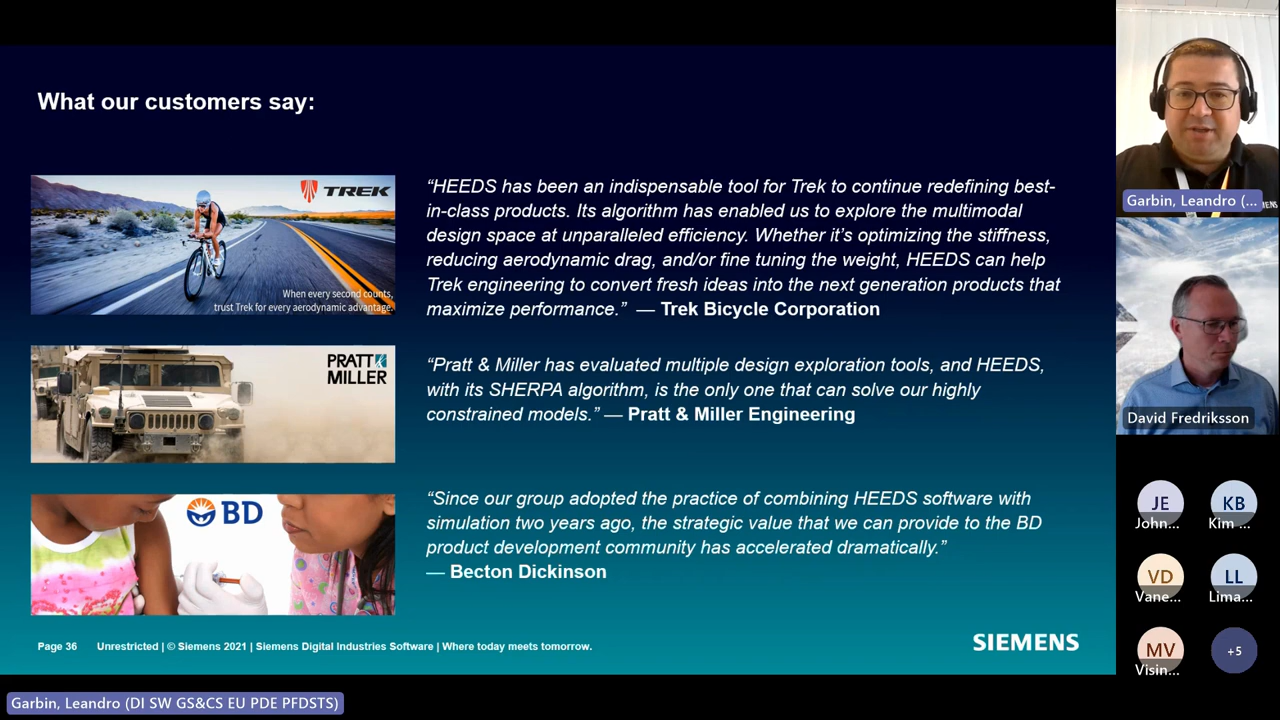 What our customers say:
TREK
When every second counts,
trust Trek for every aerodynamic advantage.
“HEEDS has been an indispensable tool for Trek to continue redefining best-
in-class products. Its algorithm has enabled us to explore the multimodal
design space at unparalleled efficiency. Whether it’s optimizing the stiffness,
reducing aerodynamic drag, and/or fine tuning the weight, HEEDS can help
Trek engineering to convert fresh ideas into the next generation products that
maximize performance.” — Trek Bicycle Corporation
PRATT
MILLER
“Pratt & Miller has evaluated multiple design exploration tools, and HEEDS,
with its SHERPA algorithm, is the only one that can solve our highly
constrained models.” — Pratt & Miller Engineering
BD
“Since our group adopted the practice of combining HEEDS software with
simulation two years ago, the strategic value that we can provide to the BD
product development community has accelerated dramatically.”
— Becton Dickinson
Page 36 Unrestricted | © Siemens 2021 | Siemens Digital Industries Software | Where today meets tomorrow.
SIEMENS
Garbin, Leandro (DI SW GS&CS EU PDE PFDSTS)
Garbin, Leandro (...
David Fredriksson
JE
John...
KB
Kim ...
VD
Vane...
LL
Lima...
MV
Visin...
+5